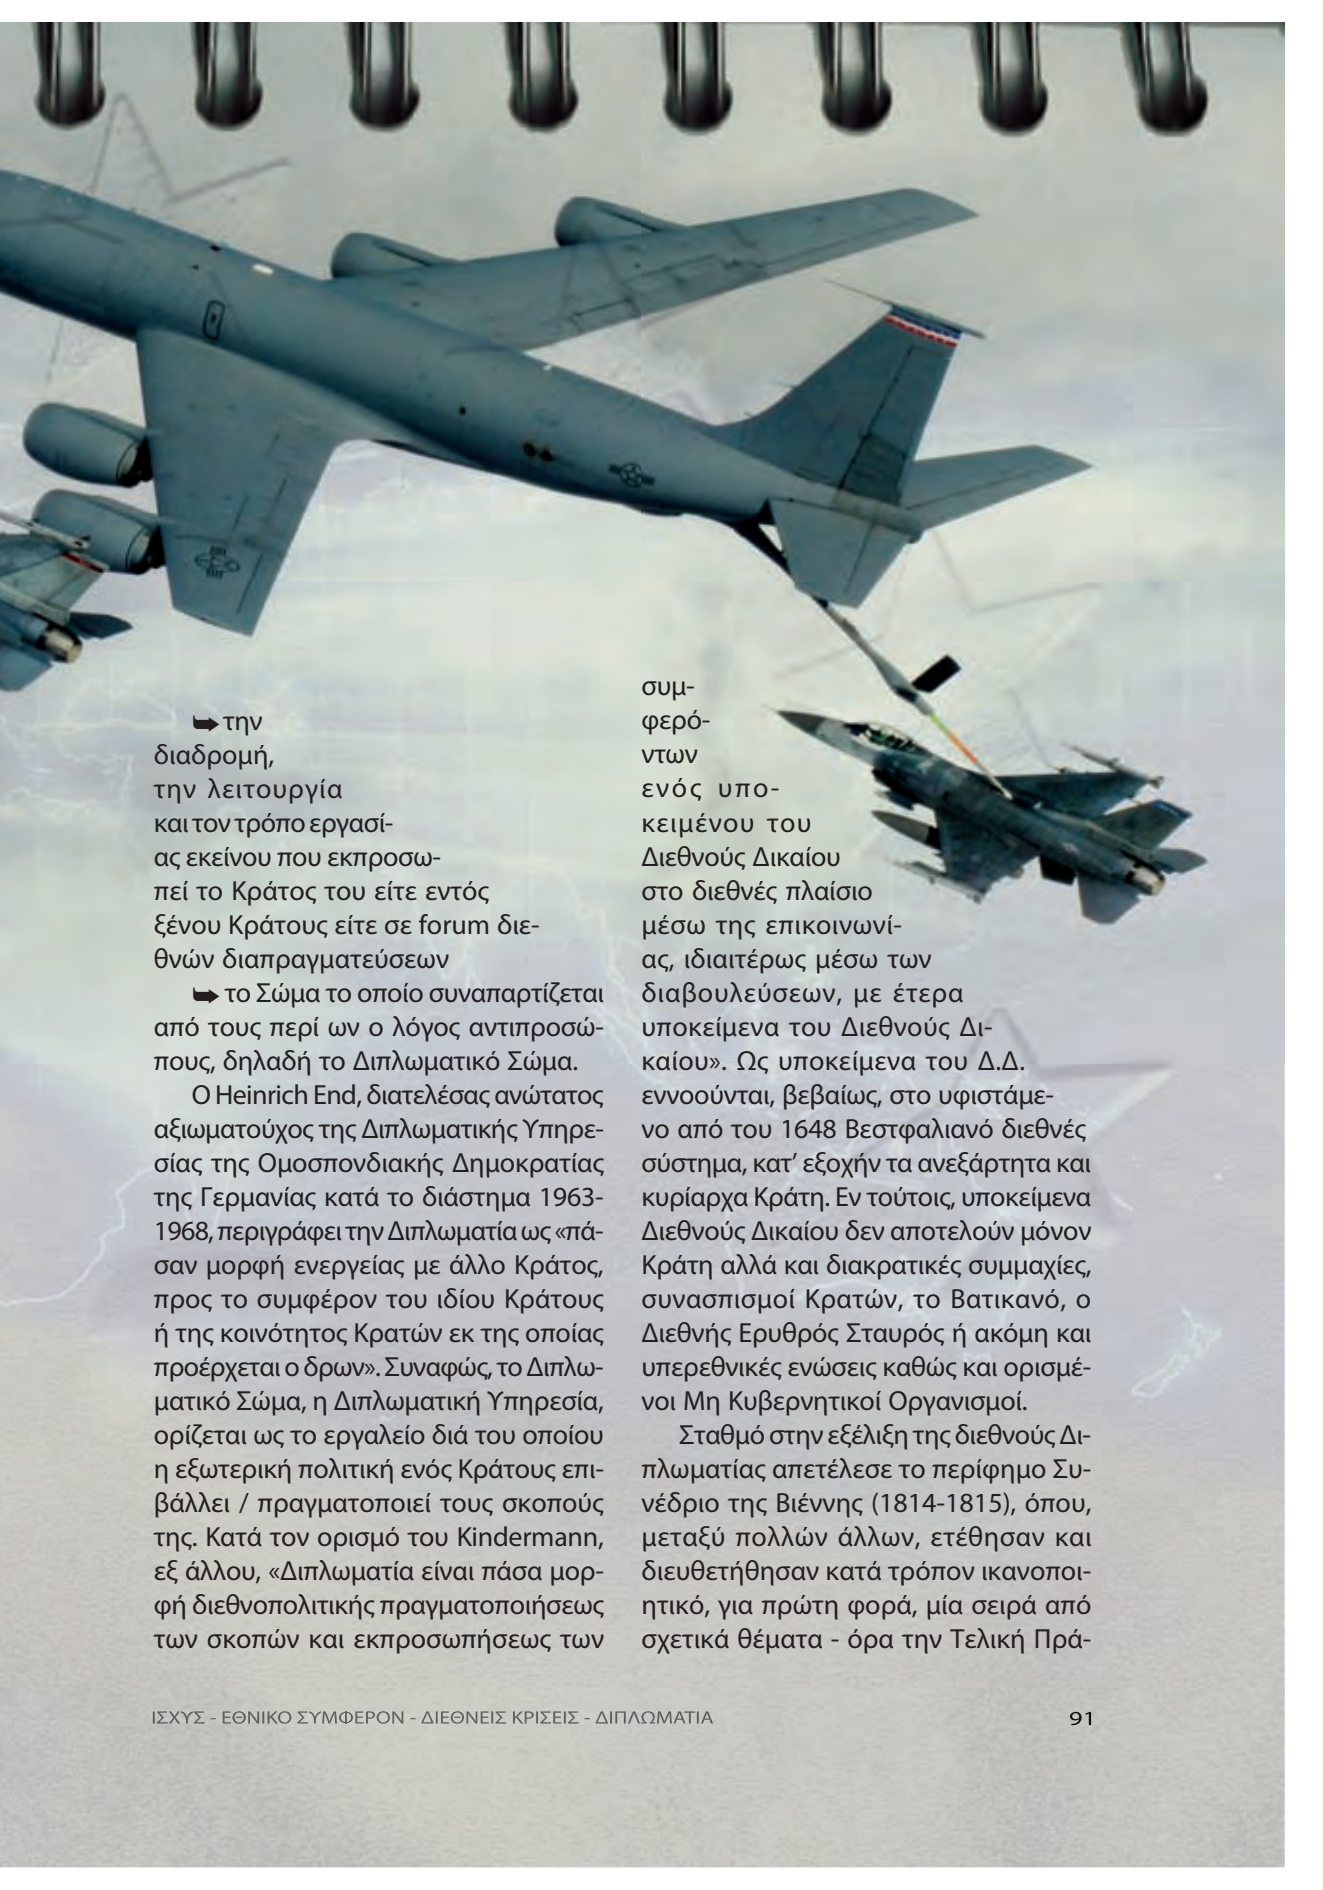 ➥ την
διαδρομή,
την λειτουργία
και τον τρόπο εργασί-
ας εκείνου που εκπροσω-
πεί το Κράτος του είτε εντός
ξένου Κράτους είτε σε forum διε-
θνών διαπραγματεύσεων
➥ το Σώμα το οποίο συναπαρτίζεται
από τους περί ων ο λόγος αντιπροσώ-
πους, δηλαδή το Διπλωματικό Σώμα.
Ο Heinrich End, διατελέσας ανώτατος
αξιωματούχος της Διπλωματικής Υπηρε-
σίας της Ομοσπονδιακής Δημοκρατίας
της Γερμανίας κατά το διάστημα 1963-
1968, περιγράφει την Διπλωματία ως «πά-
σαν μορφή ενεργείας με άλλο Κράτος,
προς το συμφέρον του ιδίου Κράτους
ή της κοινότητος Κρατών εκ της οποίας
προέρχεται ο δρων». Συναφώς, το Διπλω-
ματικό Σώμα, η Διπλωματική Υπηρεσία,
ορίζεται ως το εργαλείο διά του οποίου
η εξωτερική πολιτική ενός Κράτους επι-
βάλλει / πραγματοποιεί τους σκοπούς
της. Κατά τον ορισμό του Kindermann,
εξ άλλου, «Διπλωματία είναι πάσα μορ-
φή διεθνοπολιτικής πραγματοποιήσεως
των σκοπών και εκπροσωπήσεως των
συμ-
φερό-
ντων
ενός υπο-
κειμένου του
Διεθνούς Δικαίου
στο διεθνές πλαίσιο
μέσω της επικοινωνί-
ας, ιδιαιτέρως μέσω των
διαβουλεύσεων, με έτερα
υποκείμενα του Διεθνούς Δι-
καίου». Ως υποκείμενα του Δ.Δ.
εννοούνται, βεβαίως, στο υφιστάμε-
νο από του 1648 Βεστφαλιανό διεθνές
σύστημα, κατ’ εξοχήν τα ανεξάρτητα και
κυρίαρχα Κράτη. Εν τούτοις, υποκείμενα
Διεθνούς Δικαίου δεν αποτελούν μόνον
Κράτη αλλά και διακρατικές συμμαχίες,
συνασπισμοί Κρατών, το Βατικανό, ο
Διεθνής Ερυθρός Σταυρός ή ακόμη και
υπερεθνικές ενώσεις καθώς και ορισμέ-
νοι Μη Κυβερνητικοί Οργανισμοί.
Σταθμό στην εξέλιξη της διεθνούς Δι-
πλωματίας απετέλεσε το περίφημο Συ-
νέδριο της Βιέννης (1814-1815), όπου,
μεταξύ πολλών άλλων, ετέθησαν και
διευθετήθησαν κατά τρόπον ικανοποι-
ητικό, για πρώτη φορά, μία σειρά από
σχετικά θέματα - όρα την Τελική Πρά-
ΙΣΧΥΣ - ΕΘΝΙΚΟ ΣΥΜΦΕΡΟΝ - ΔΙΕΘΝΕΙΣ ΚΡΙΣΕΙΣ - ΔΙΠΛΩΜΑΤΙΑ
91